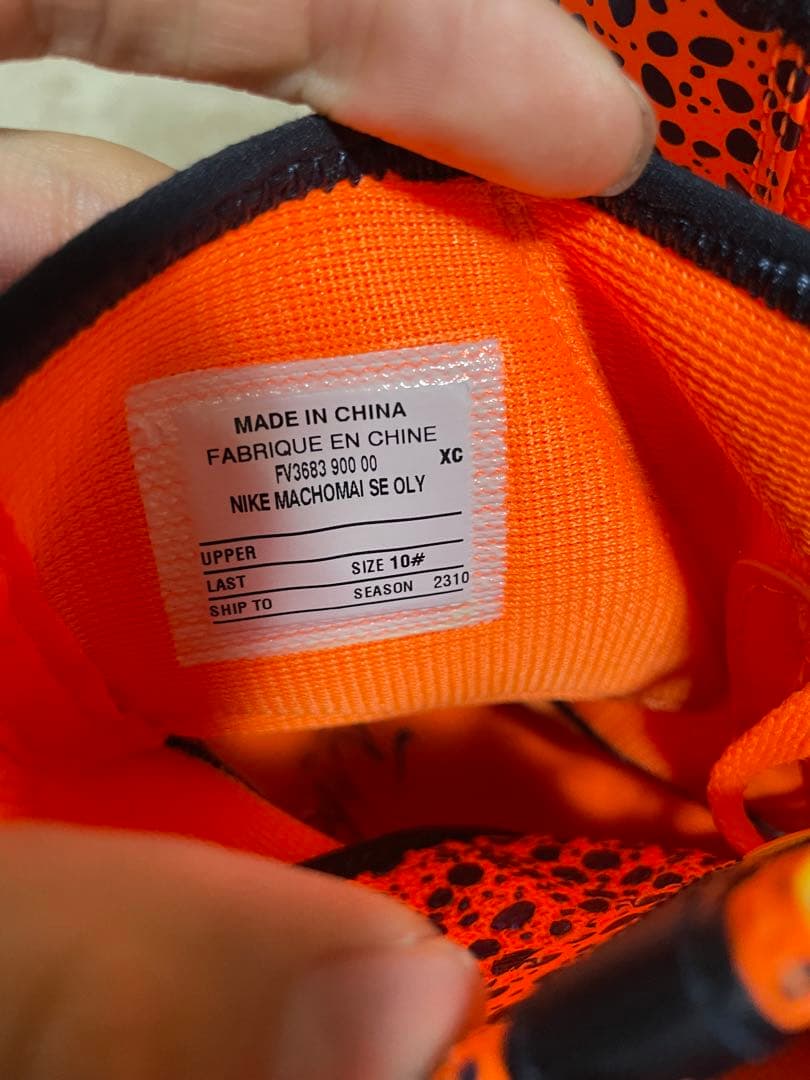 MADE IN CHINA
FABRIQUE EN CHINE
FV3683 900 00 XC
NIKE MACHOMAI SE OLY
UPPER
LAST SIZE 10#
SHIP TO SEASON 2310